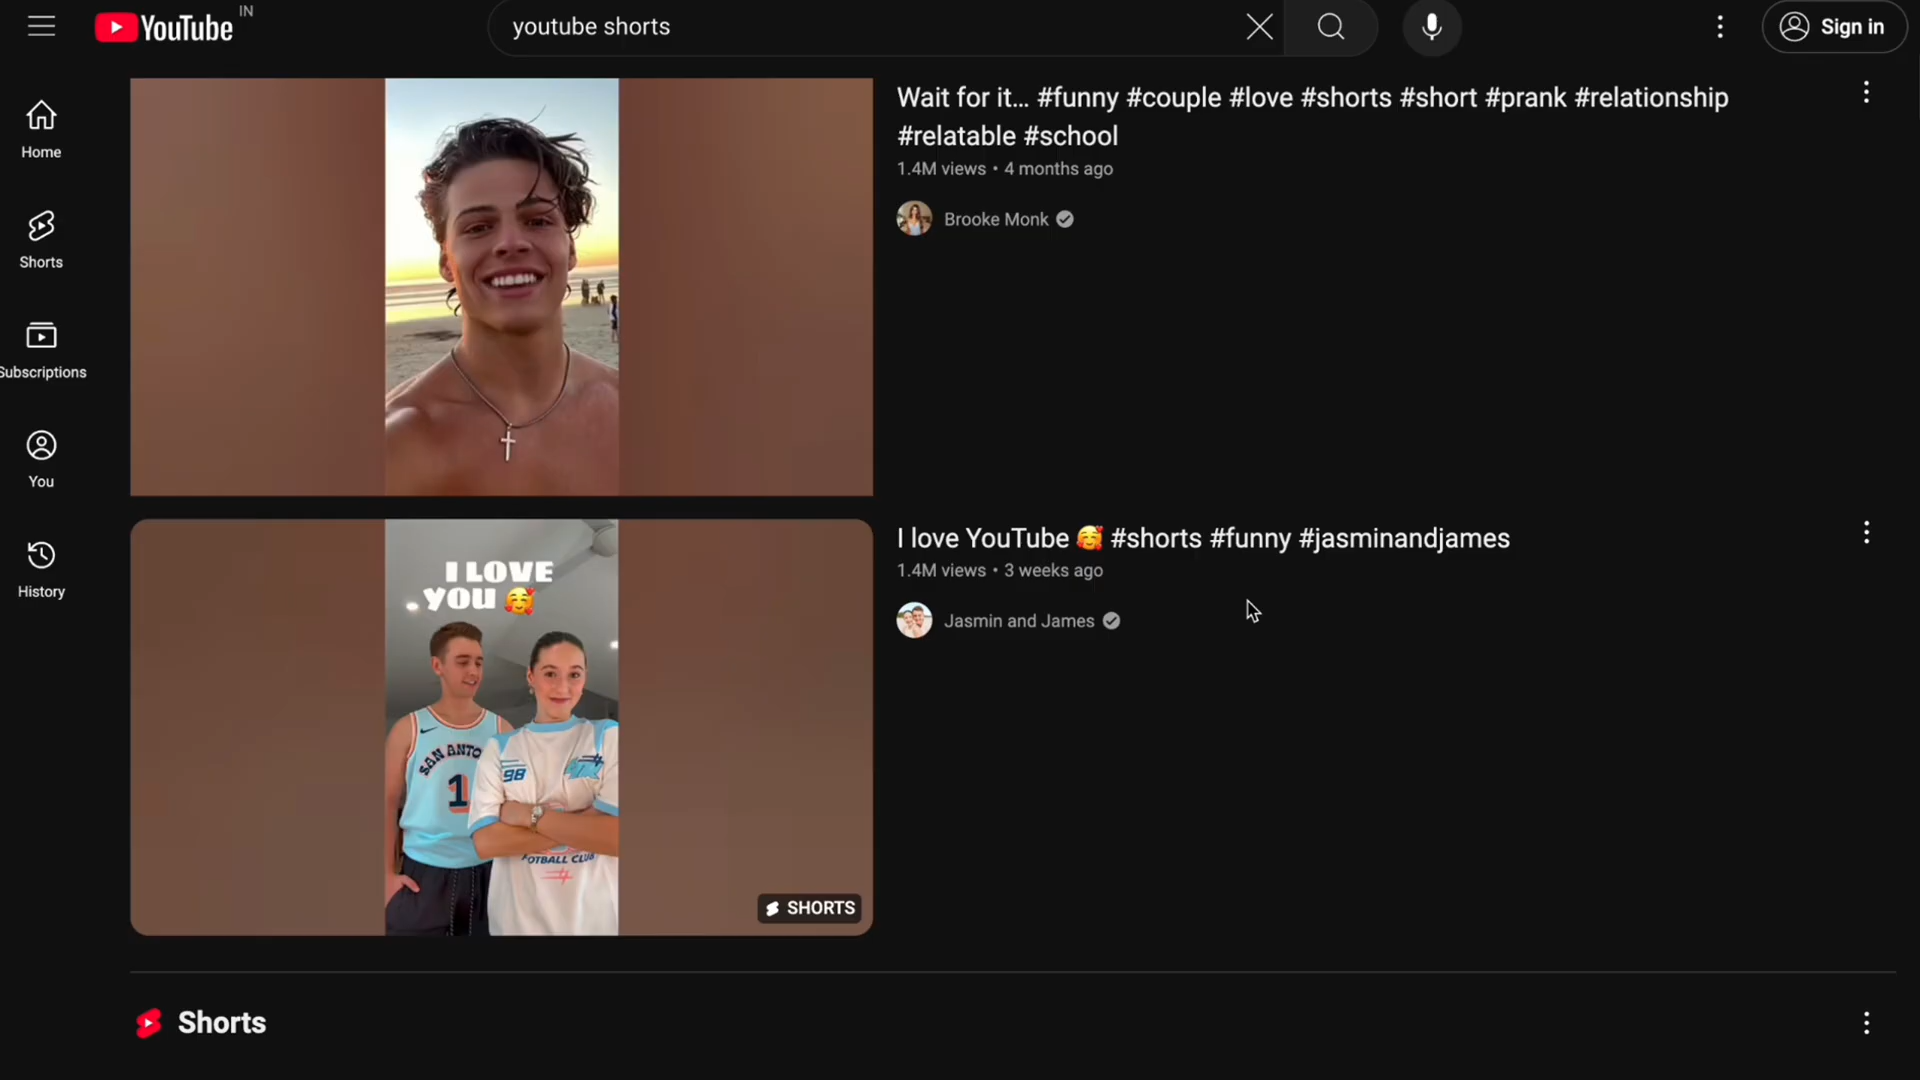 YouTube IN
youtube shorts
Sign in
Home
Shorts
Subscriptions
You
History
Wait for it... #funny #couple #love #shorts #short #prank #relationship
#relatable #school
1.4M views • 4 months ago
Brooke Monk
I LOVE
YOU 🥰
SAN ANTO
1
98
OTBALL CLU
SHORTS
I love YouTube 🥰 #shorts #funny #jasminandjames
1.4M views • 3 weeks ago
Jasmin and James
Shorts